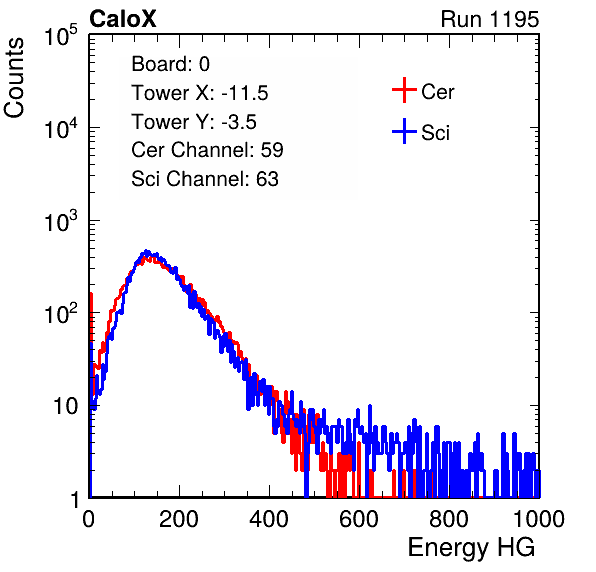 CaloX Run 1195
Counts
Board: 0
Tower X: -11.5
Tower Y: -3.5
Cer Channel: 59
Sci Channel: 63
Cer
Sci
10^5
10^4
10^3
10^2
10
1
0 200 400 600 800 1000
Energy HG